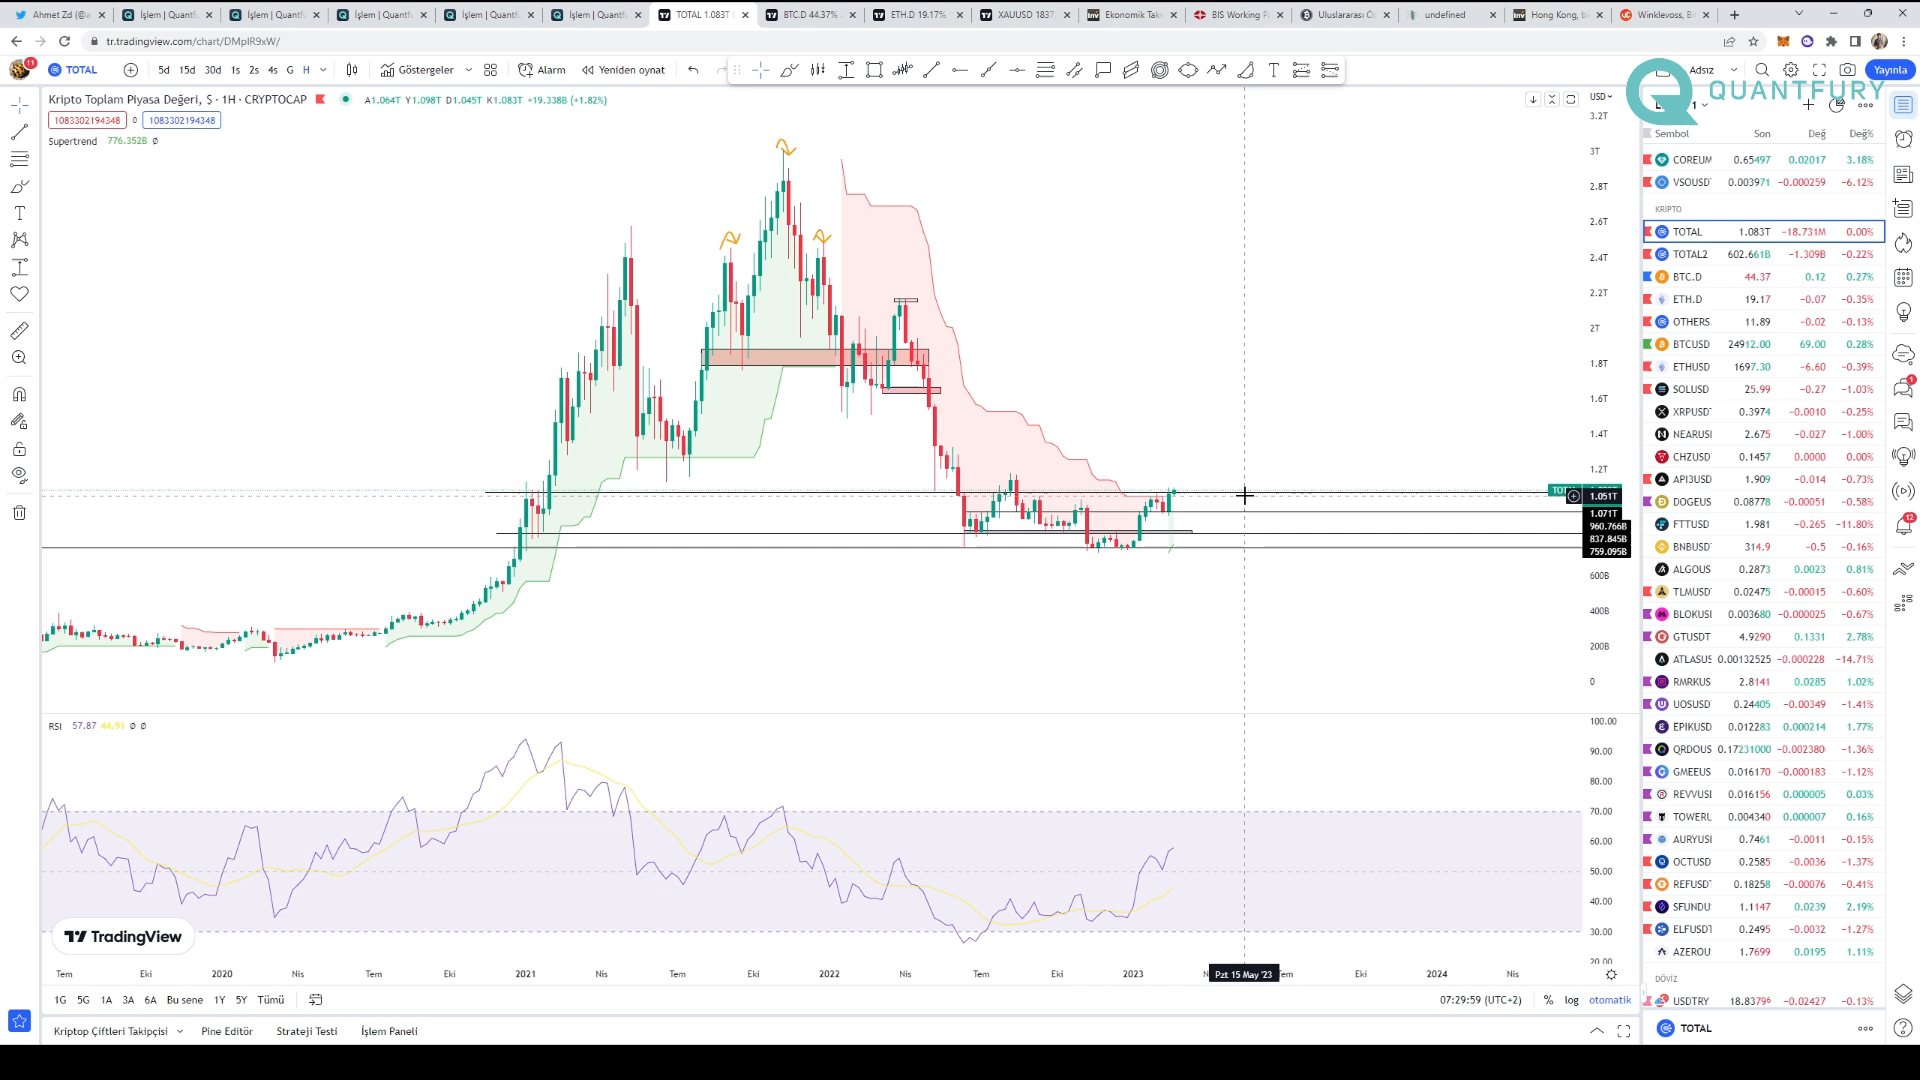 Ahmet Zd (@a
İşlem | Quantf
İşlem | Quantf
İşlem | Quantf
İşlem | Quantf
İşlem | Quantf
TOTAL 1.083T
BTC.D 44.37%
ETH.D 19.17%
XAUUSD 1837.
Ekonomik Tak
BIS Working P
Uluslararası Ö
undefined
Hong Kong, b
Winklevoss, Bi
tr.tradingview.com/chart/DMpIR9xW/
11
TOTAL
5d 15d 30d 1s 2s 4s G H
Göstergeler
Alarm
Yeniden oynat
Adsız
Yayınla
QUANTFURY
Kripto Toplam Piyasa Değeri, $ · 1H · CRYPTOCAP
A1.064T Y1.098T D1.045T K1.083T +19.338B (+1.82%)
1083302194348 0 1083302194348
Supertrend 776.352B ∅
USD
3.2T
3T
2.8T
2.6T
2.4T
2.2T
2T
1.8T
1.6T
1.4T
1.2T
1.051T
1.071T
960.766B
837.845B
759.095B
600B
400B
200B
0
RSI 57.87 44.91 ∅ ∅
100.00
90.00
80.00
70.00
60.00
50.00
40.00
30.00
20.00
TradingView
Tem Eki 2020 Nis Tem Eki 2021 Nis Tem Eki 2022 Nis Tem Eki 2023 Pzt 15 May '23 Tem Eki 2024 Nis
1G 5G 1A 3A 6A Bu sene 1Y 5Y Tümü
07:29:59 (UTC+2) % log otomatik
Kriptop Çiftleri Takipçisi Pine Editör Strateji Testi İşlem Paneli
Sembol Son Değ Değ%
COREUM 0.65497 0.02017 3.18%
VSOUSD 0.003971 -0.000259 -6.12%
KRİPTO
TOTAL 1.083T -18.731M 0.00%
TOTAL2 602.661B -1.309B -0.22%
BTC.D 44.37 0.12 0.27%
ETH.D 19.17 -0.07 -0.35%
OTHERS. 11.89 -0.02 -0.13%
BTCUSD 24912.00 69.00 0.28%
ETHUSD 1697.30 -6.60 -0.39%
SOLUSD 25.99 -0.27 -1.03%
XRPUSD 0.3974 -0.0010 -0.25%
NEARUSI 2.675 -0.027 -1.00%
CHZUSD 0.1457 0.0000 0.00%
API3USD 1.909 -0.014 -0.73%
DOGEUS 0.08778 -0.00051 -0.58%
FTTUSD 1.981 -0.265 -11.80%
BNBUSD 314.9 -0.5 -0.16%
ALGOUS 0.2873 0.0023 0.81%
TLMUSD 0.02475 -0.00015 -0.60%
BLOKUSI 0.003680 -0.000025 -0.67%
GTUSDT 4.9290 0.1331 2.78%
ATLASUS 0.00132525 -0.000228 -14.71%
RMRKUS 2.8141 0.0285 1.02%
UOSUSD 0.24405 -0.00349 -1.41%
EPIKUSD 0.012283 0.000214 1.77%
QRDOUS 0.17231000 -0.002380 -1.36%
GMEEUS 0.016170 -0.000183 -1.12%
REVVUSI 0.016156 0.000005 0.03%
TOWERU 0.004340 0.000007 0.16%
AURYUSI 0.7461 -0.0011 -0.15%
OCTUSD 0.2585 -0.0036 -1.37%
REFUSD 0.18258 -0.00076 -0.41%
SFUNDU 1.1147 0.0239 2.19%
ELFUSD 0.2495 -0.0032 -1.27%
AZEROU 1.7699 0.0195 1.11%
DÖVİZ
USDTRY 18.8379 -0.02427 -0.13%
TOTAL
1
12